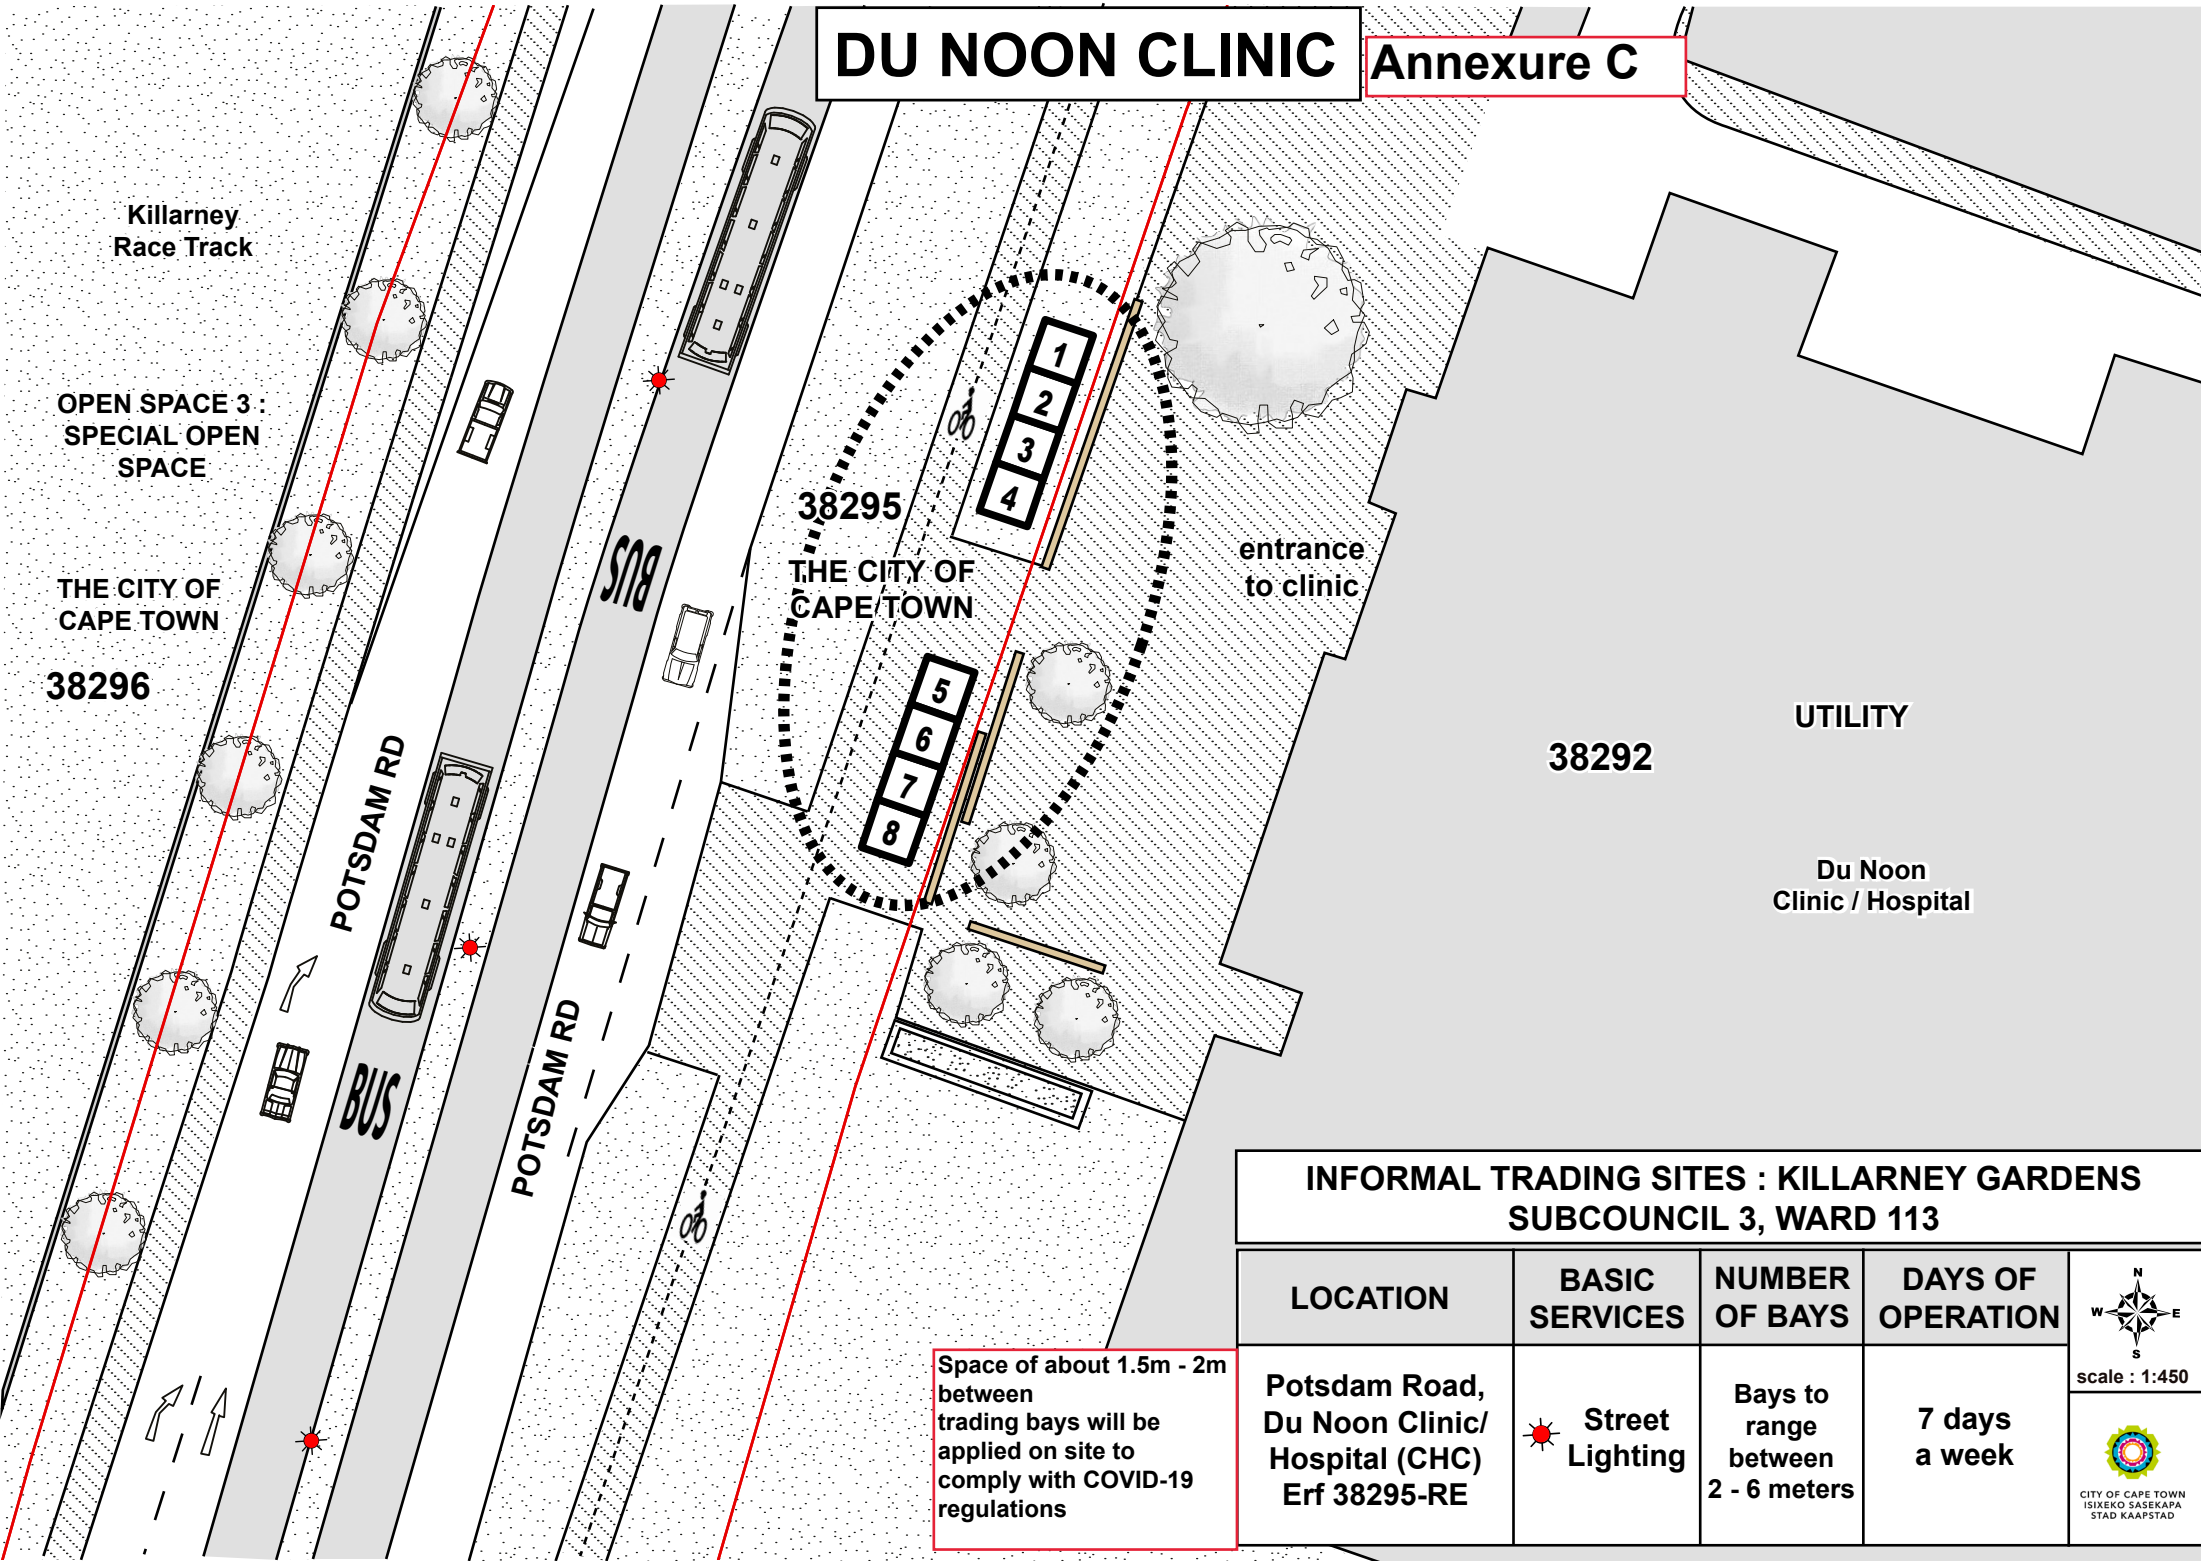 DU NOON CLINIC
Annexure C
Killarney
Race Track
OPEN SPACE 3 :
SPECIAL OPEN
SPACE
THE CITY OF
CAPE TOWN
38296
POTSDAM RD
POTSDAM RD
BUS
BUS
38295
THE CITY OF
CAPE TOWN
1
2
3
4
5
6
7
8
entrance
to clinic
38292
UTILITY
Du Noon
Clinic / Hospital
Space of about 1.5m - 2m
between
trading bays will be
applied on site to
comply with COVID-19
regulations
INFORMAL TRADING SITES : KILLARNEY GARDENS
SUBCOUNCIL 3, WARD 113
LOCATION
BASIC
SERVICES
NUMBER
OF BAYS
DAYS OF
OPERATION
Potsdam Road,
Du Noon Clinic/
Hospital (CHC)
Erf 38295-RE
Street
Lighting
Bays to
range
between
2 - 6 meters
7 days
a week
N
W
E
S
scale : 1:450
CITY OF CAPE TOWN
ISIXEKO SASEKAPA
STAD KAAPSTAD